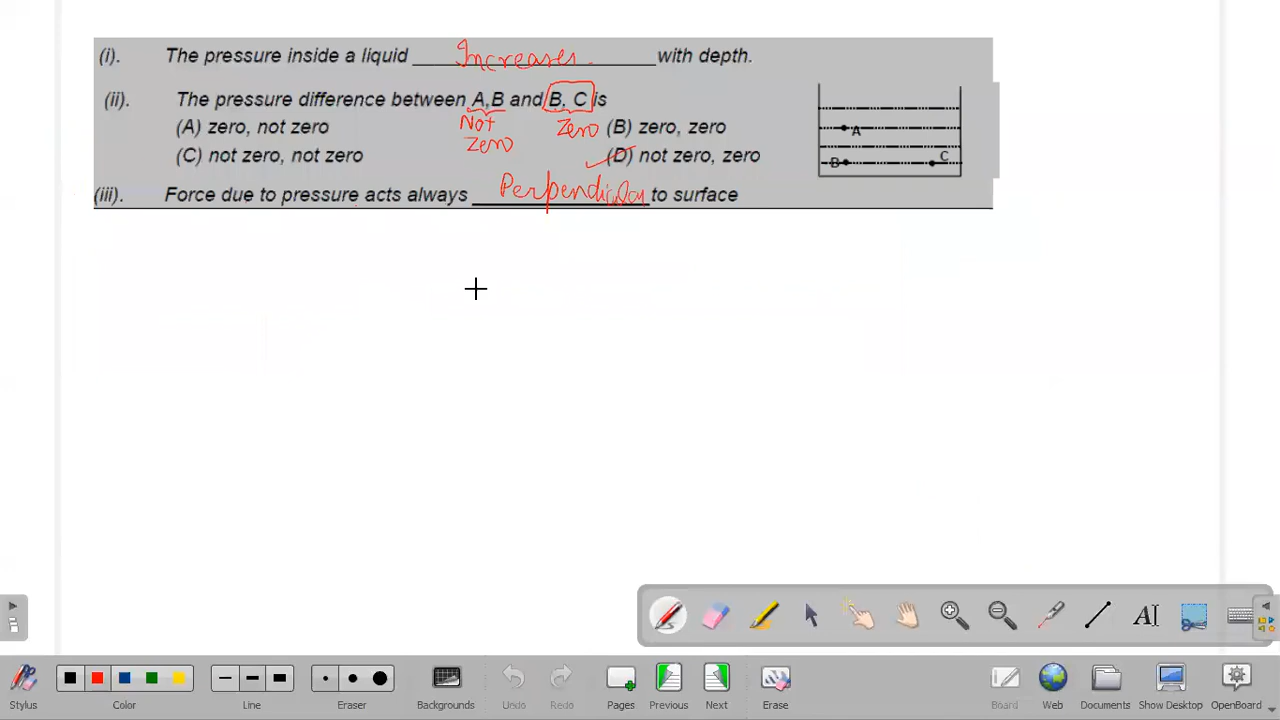 (i). The pressure inside a liquid Increases with depth.
(ii). The pressure difference between A,B and B, C is
Not Zero Zero
(A) zero, not zero (B) zero, zero
(C) not zero, not zero (D) not zero, zero
(iii). Force due to pressure acts always Perpendicular to surface
A
B C
Stylus Color Line Eraser Backgrounds Undo Redo Pages Previous Next Erase Board Web Documents Show Desktop OpenBoard